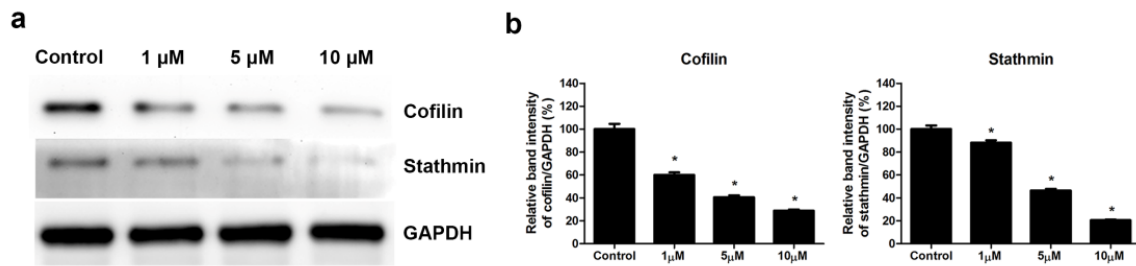 a
Control 1 µM 5 µM 10 µM
Cofilin
Stathmin
GAPDH
b
Cofilin
Relative band intensity
of cofilin/GAPDH (%)
140
120
100
80
60
40
20
0
*
*
*
Control 1µM 5µM 10µM
Stathmin
Relative band intensity
of stathmin/GAPDH (%)
140
120
100
80
60
40
20
0
*
*
*
Control 1µM 5µM 10µM